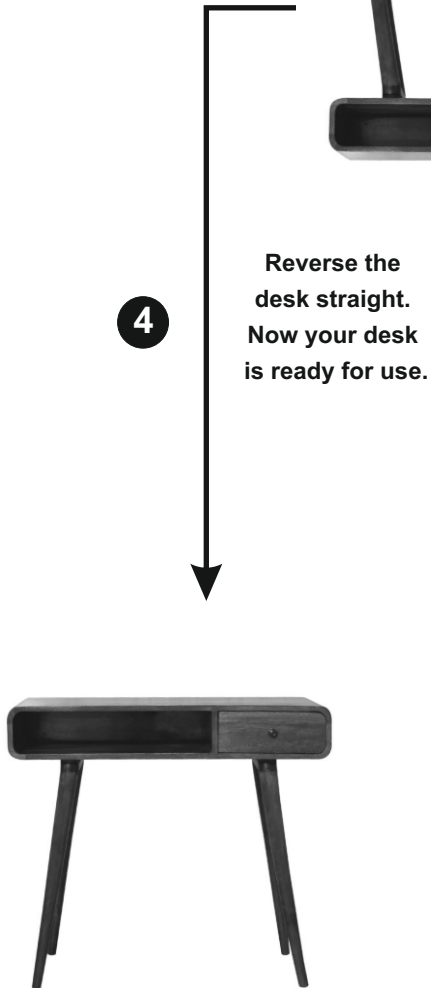 4
Reverse the
desk straight.
Now your desk
is ready for use.